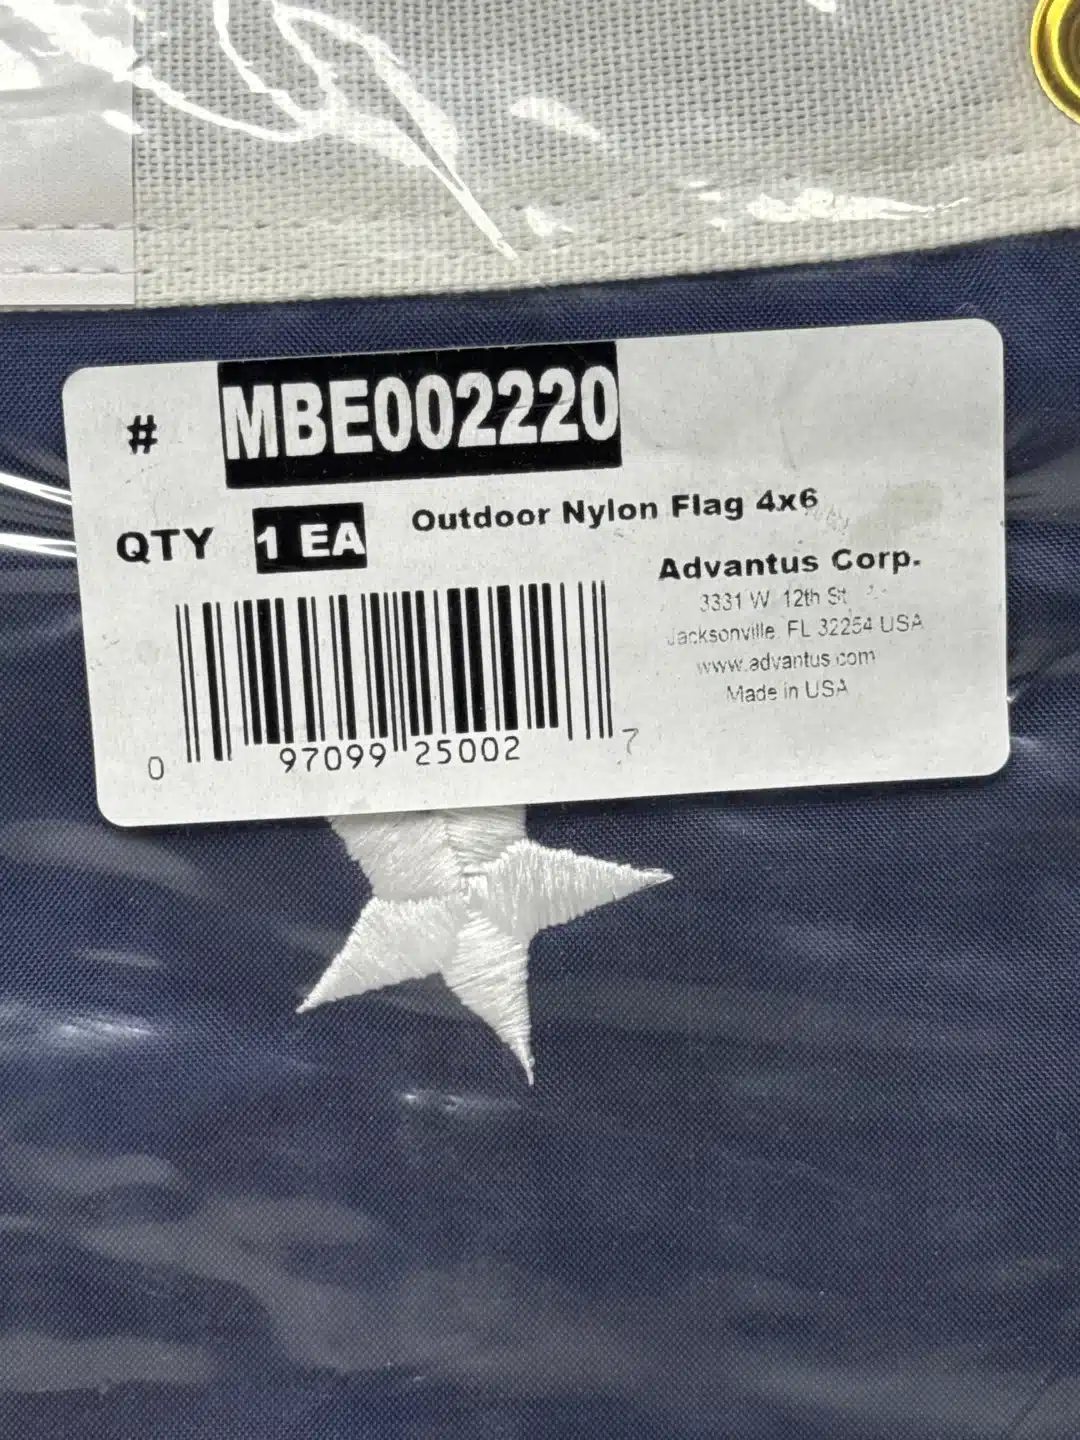 # MBE002220
QTY 1 EA Outdoor Nylon Flag 4x6
Advantus Corp.
3331 W 12th St
Jacksonville, FL 32254 USA
www.advantus.com
Made in USA
0 97099 25002 7